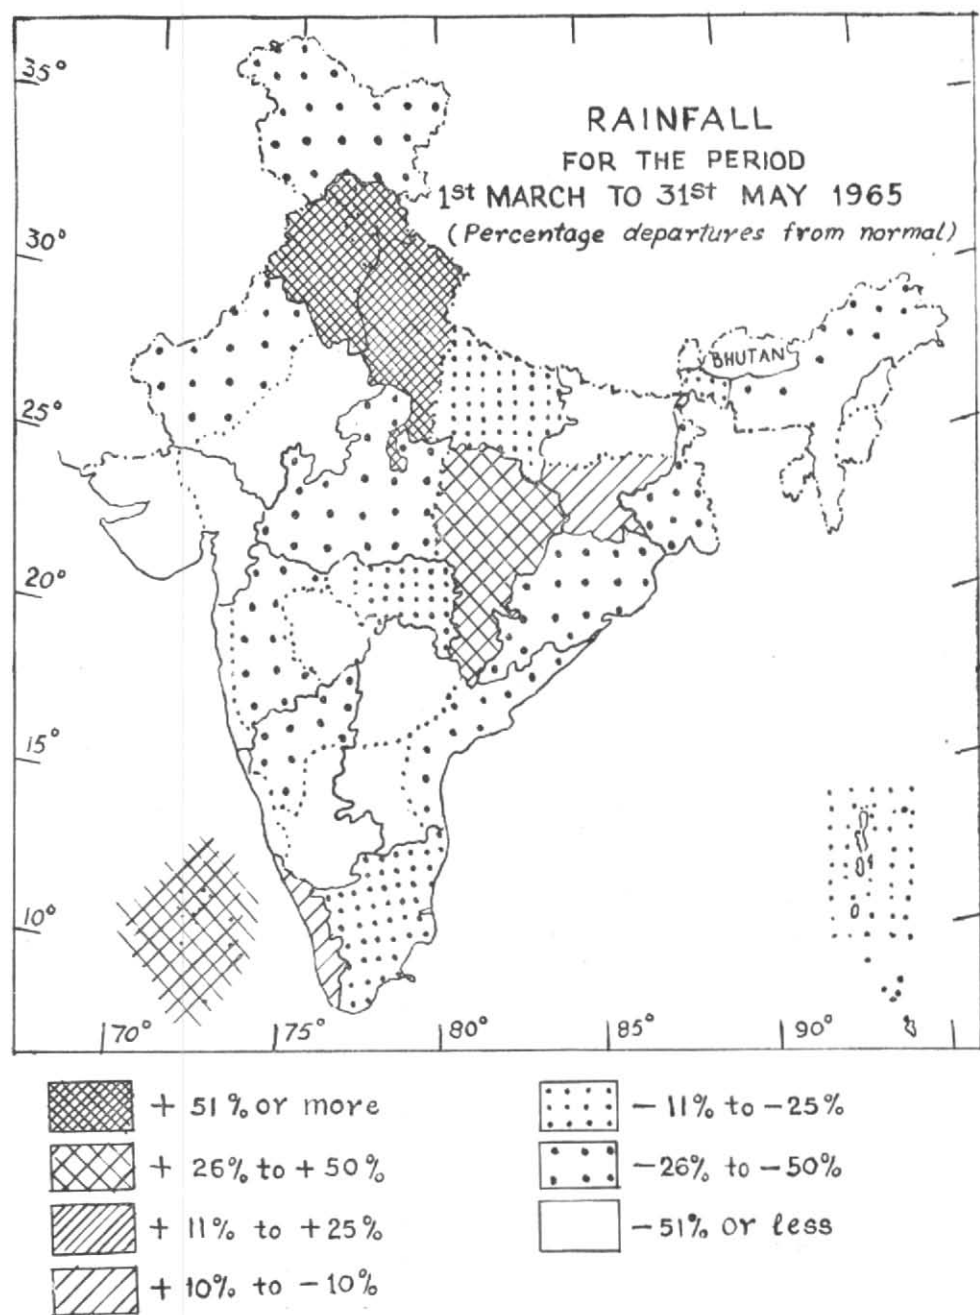 RAINFALL
FOR THE PERIOD
1st MARCH TO 31st MAY 1965
(Percentage departures from normal)
35°
30°
25°
20°
15°
10°
BHUTAN
70° 75° 80° 85° 90°
+ 51% or more
+ 26% to + 50%
+ 11% to +25%
+ 10% to - 10%
- 11% to - 25%
- 26% to - 50%
- 51% or less